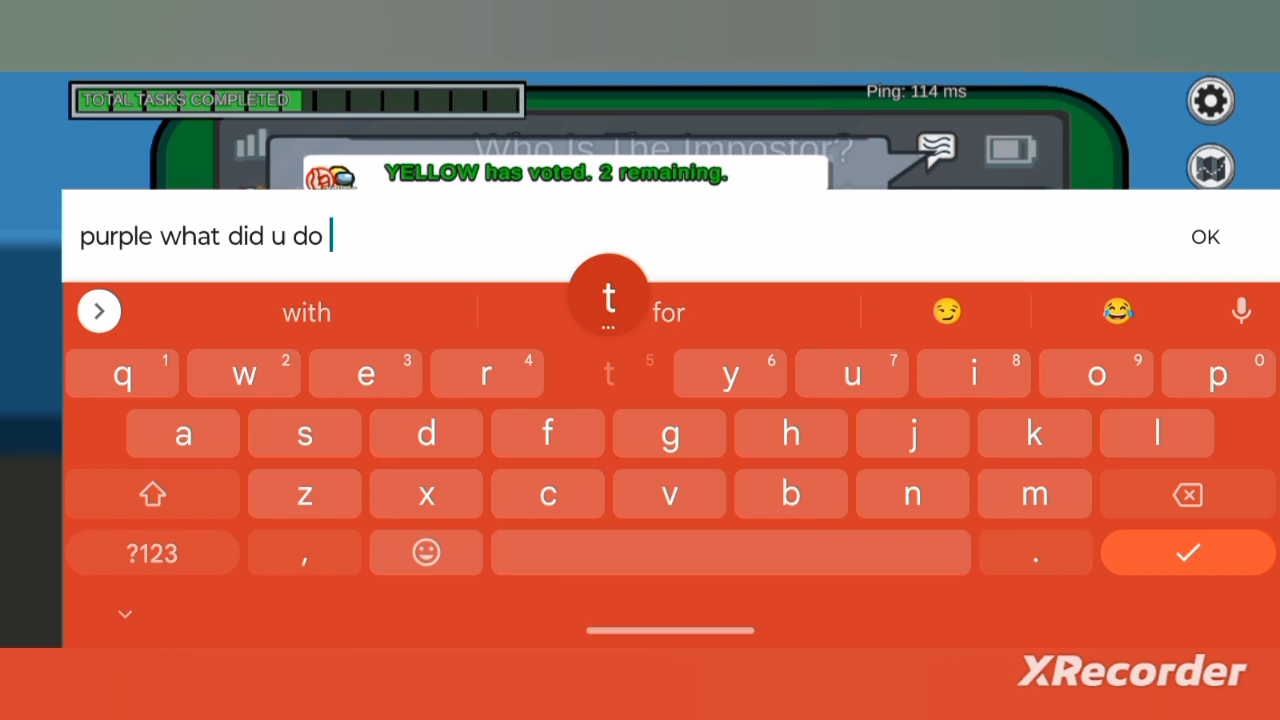 TOTAL TASKS COMPLETED
Ping: 114 ms
Who Is The Impostor?
YELLOW has voted. 2 remaining.
purple what did u do
OK
with t for
q 1 w 2 e 3 r 4 t 5 y 6 u 7 i 8 o 9 p 0
a s d f g h j k l
z x c v b n m
?123 , .
XRecorder